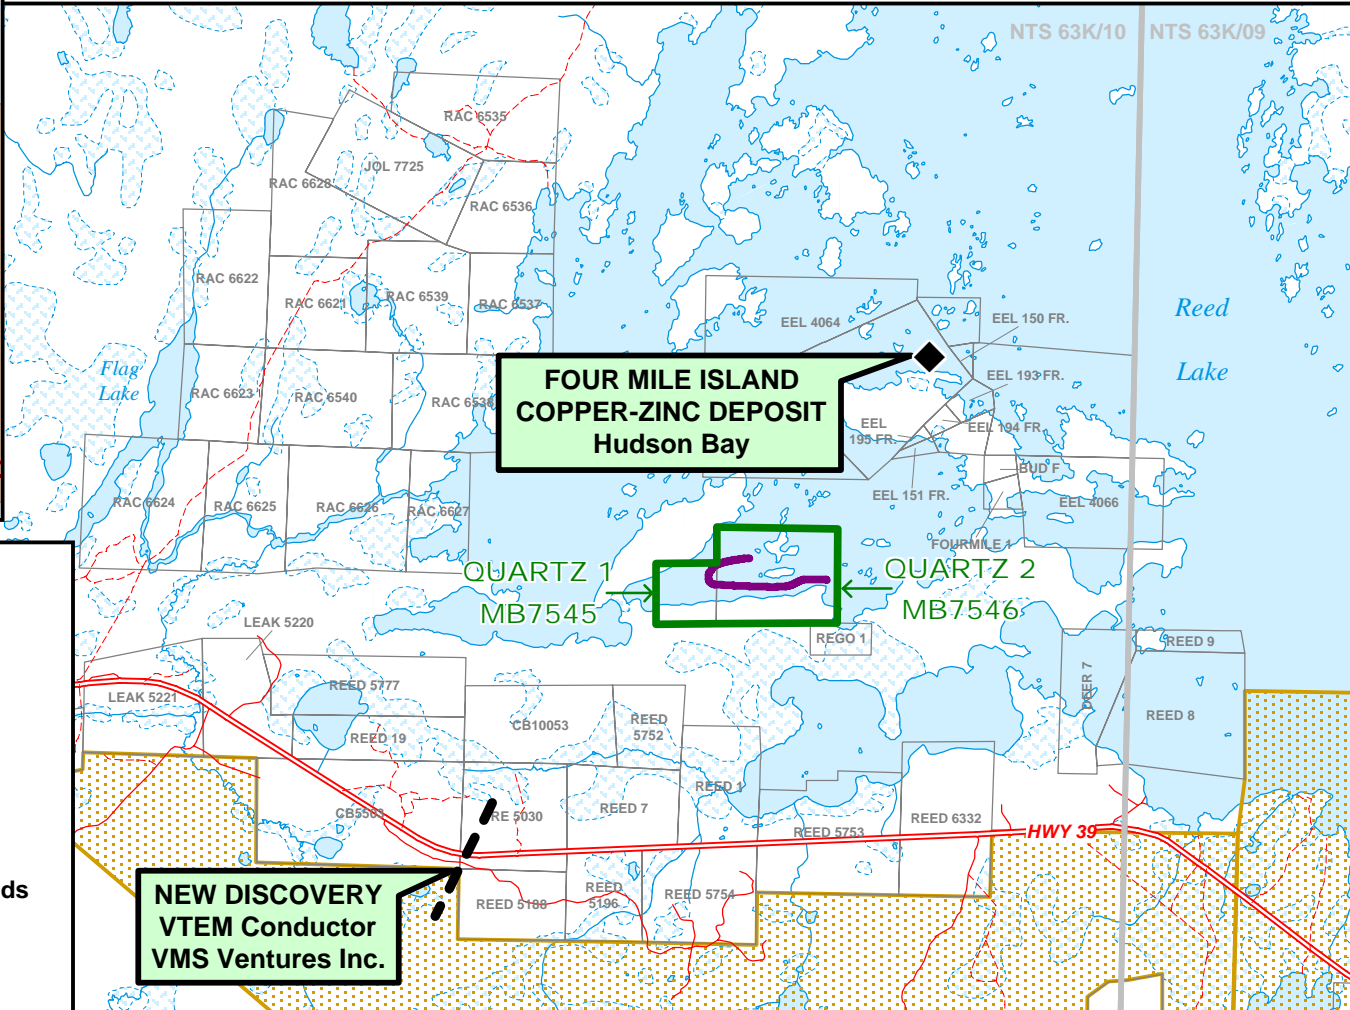 NTS 63K/10
NTS 63K/09
RAC 6535
JOL 7725
RAC 6628
RAC 6536
RAC 6622
RAC 6621
RAC 6539
RAC 6537
EEL 4064
EEL 150 FR.
Reed
Lake
Flag
Lake
RAC 6623
RAC 6540
RAC 6538
FOUR MILE ISLAND
COPPER-ZINC DEPOSIT
Hudson Bay
EEL 193 FR.
EEL
195 FR.
EEL 194 FR.
BUD F
EEL 151 FR.
EEL 4066
FOURMILE 1
RAC 6624
RAC 6625
RAC 6626
RAC 6627
QUARTZ 1
MB7545
QUARTZ 2
MB7546
REGO 1
LEAK 5220
LEAK 5221
REED 5777
REED 19
CB10053
REED
5752
DEER 7
REED 9
REED 8
REED 1
CB5503
RE 5030
REED 7
REED 5753
REED 6332
HWY 39
ds
NEW DISCOVERY
VTEM Conductor
VMS Ventures Inc.
REED 5188
REED
5196
REED 5754